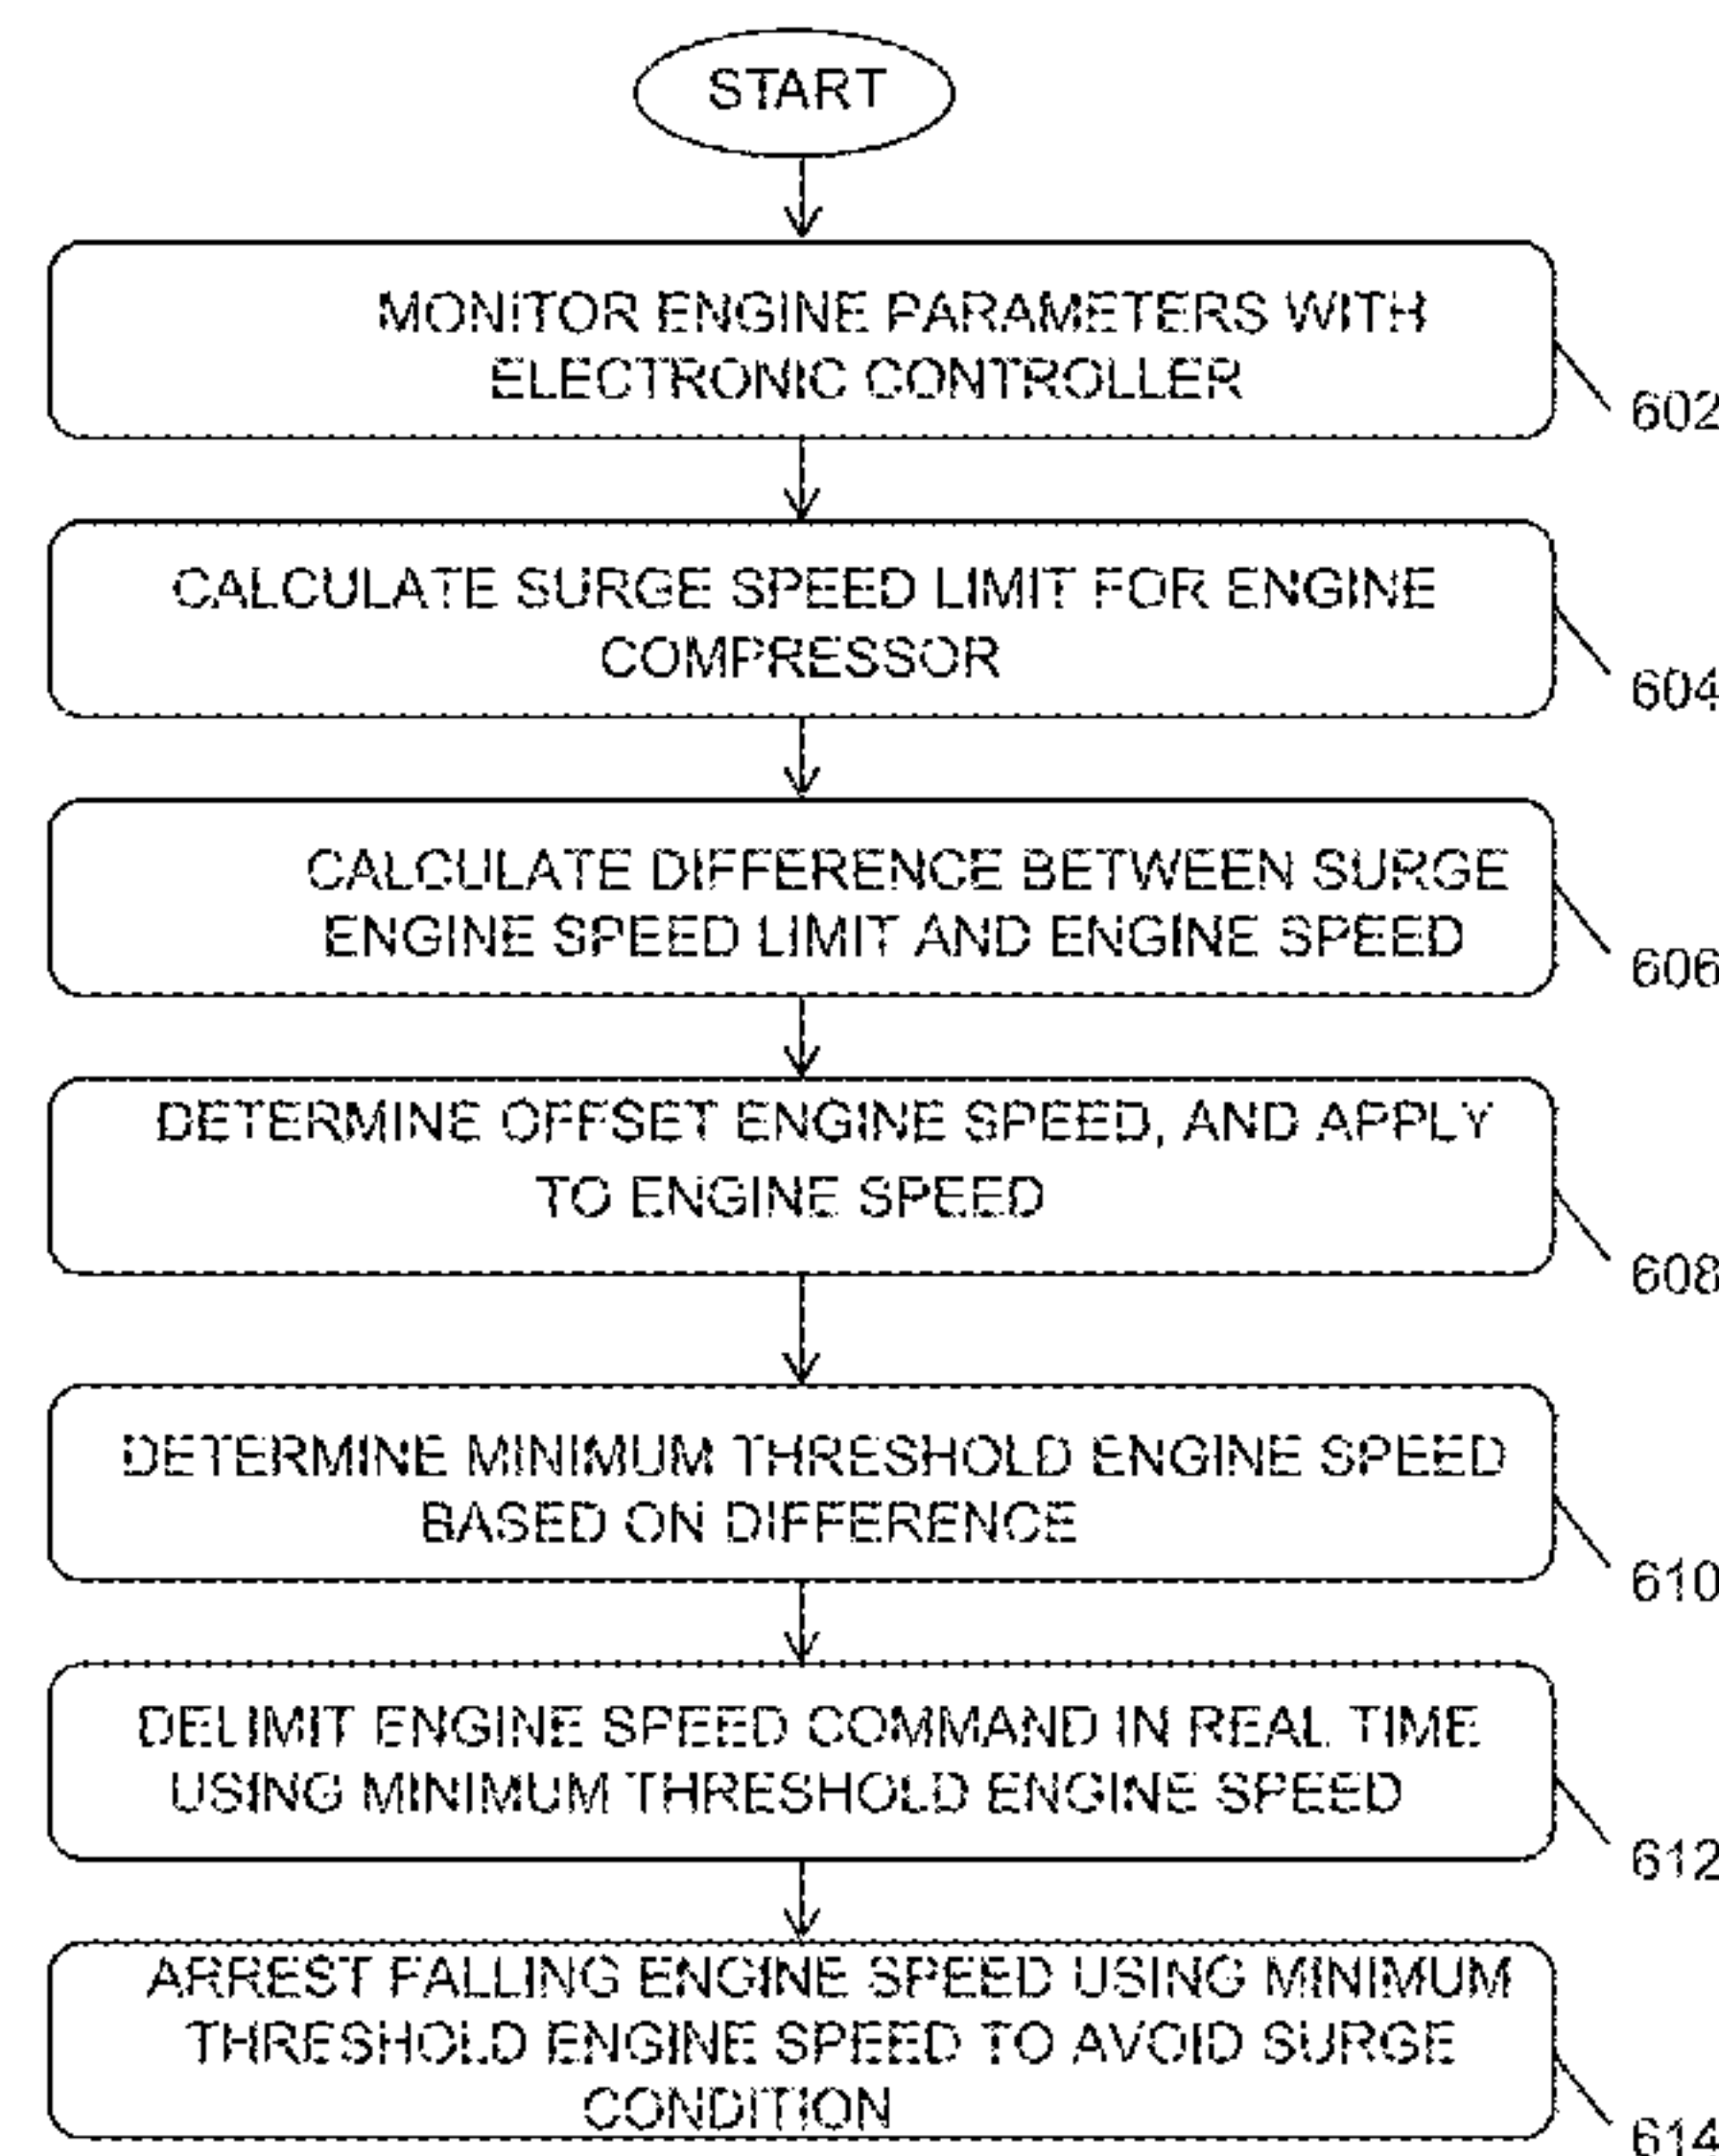 START
MONITOR ENGINE PARAMETERS WITH
ELECTRONIC CONTROLLER
602
CALCULATE SURGE SPEED LIMIT FOR ENGINE
COMPRESSOR
604
CALCULATE DIFFERENCE BETWEEN SURGE
ENGINE SPEED LIMIT AND ENGINE SPEED
606
DETERMINE OFFSET ENGINE SPEED, AND APPLY
TO ENGINE SPEED
608
DETERMINE MINIMUM THRESHOLD ENGINE SPEED
BASED ON DIFFERENCE
610
DELIMIT ENGINE SPEED COMMAND IN REAL TIME
USING MINIMUM THRESHOLD ENGINE SPEED
612
ARREST FALLING ENGINE SPEED USING MINIMUM
THRESHOLD ENGINE SPEED TO AVOID SURGE
CONDITION
614